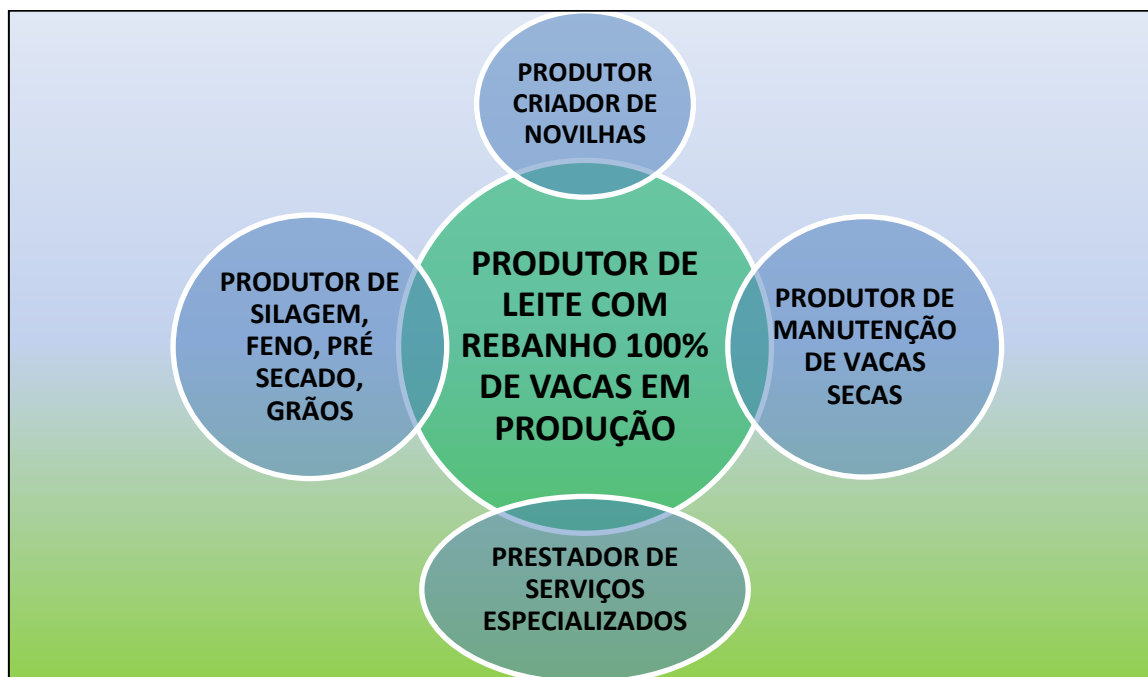 PRODUTOR
CRIADOR DE
NOVILHAS
PRODUTOR DE
SILAGEM,
FENO, PRÉ
SECADO,
GRÃOS
PRODUTOR DE
LEITE COM
REBANHO 100%
DE VACAS EM
PRODUÇÃO
PRODUTOR DE
MANUTENÇÃO
DE VACAS
SECAS
PRESTADOR DE
SERVIÇOS
ESPECIALIZADOS